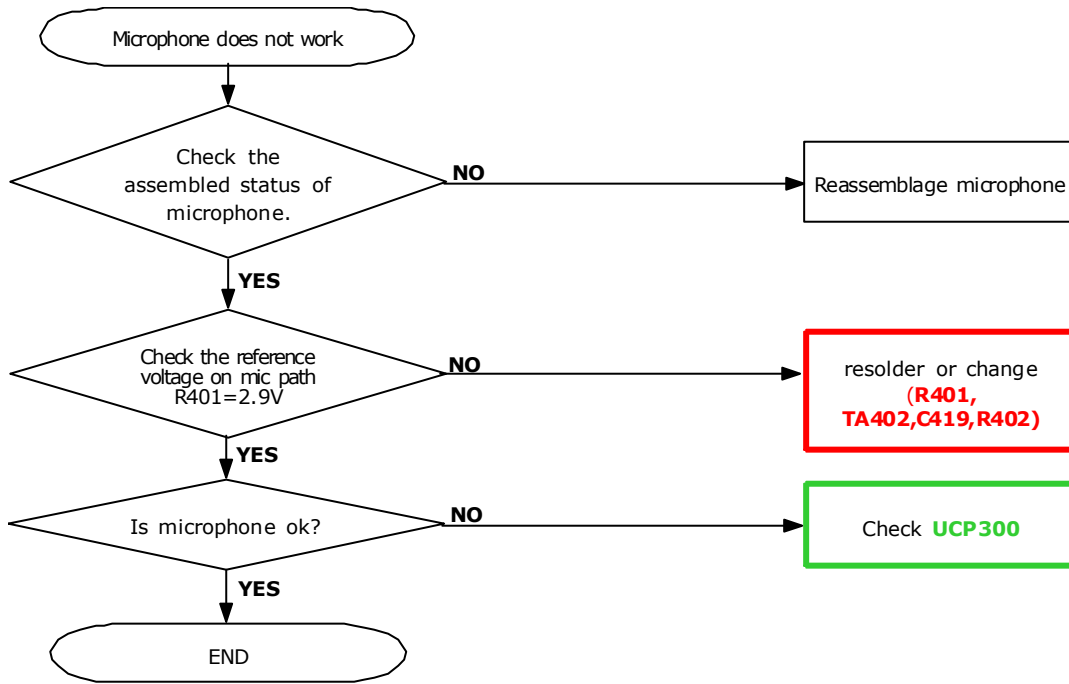 Microphone does not work
Check the
assembled status of
microphone.
NO
Reassemblage microphone
YES
Check the reference
voltage on mic path
R401=2.9V
NO
resolder or change
(R401,
TA402,C419,R402)
YES
Is microphone ok?
NO
Check UCP300
YES
END